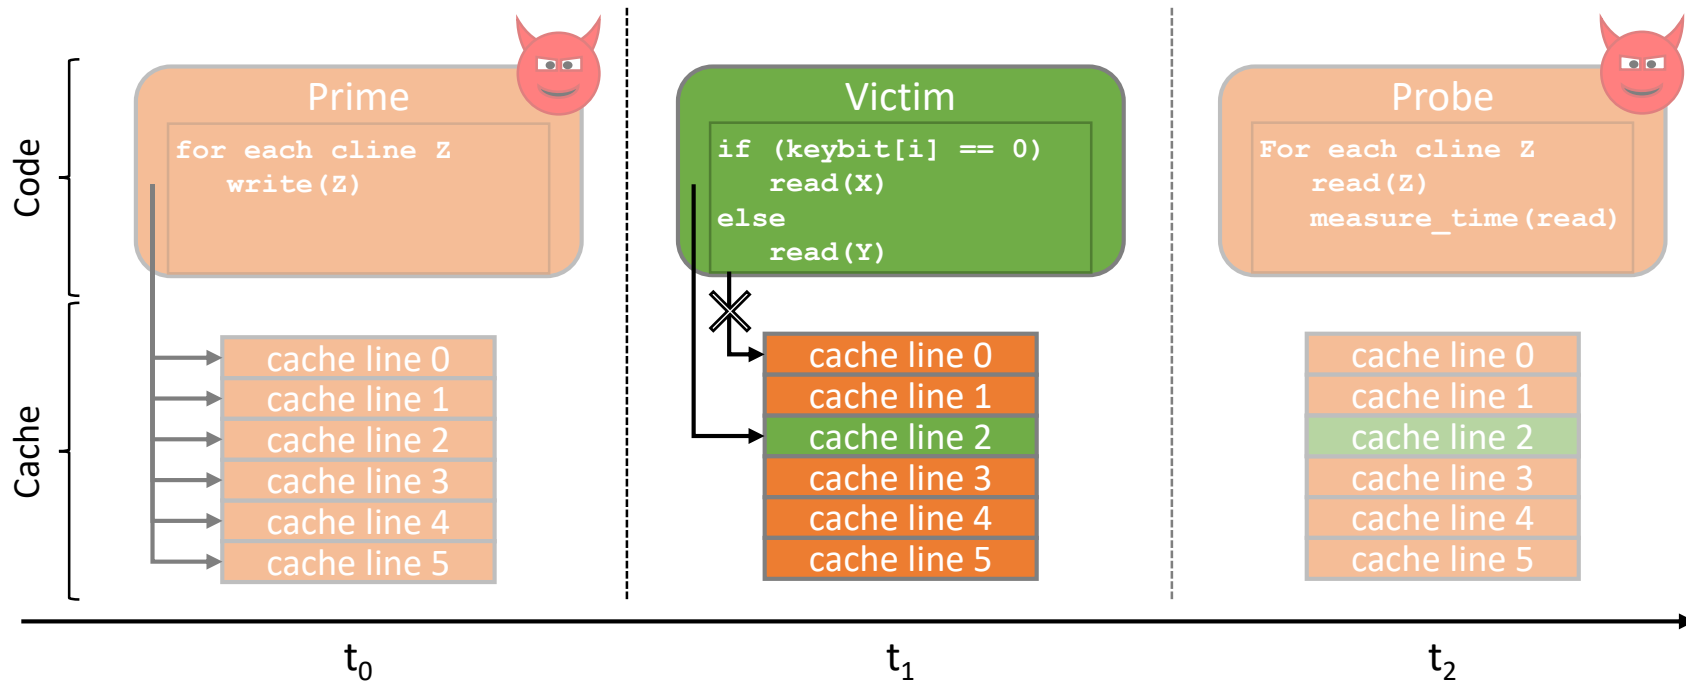 Code
Cache
Prime
for each cline Z
write(Z)
cache line 0
cache line 1
cache line 2
cache line 3
cache line 4
cache line 5
t0
Victim
if (keybit[i] == 0)
read(X)
else
read(Y)
cache line 0
cache line 1
cache line 2
cache line 3
cache line 4
cache line 5
t1
Probe
For each cline Z
read(Z)
measure_time(read)
cache line 0
cache line 1
cache line 2
cache line 3
cache line 4
cache line 5
t2